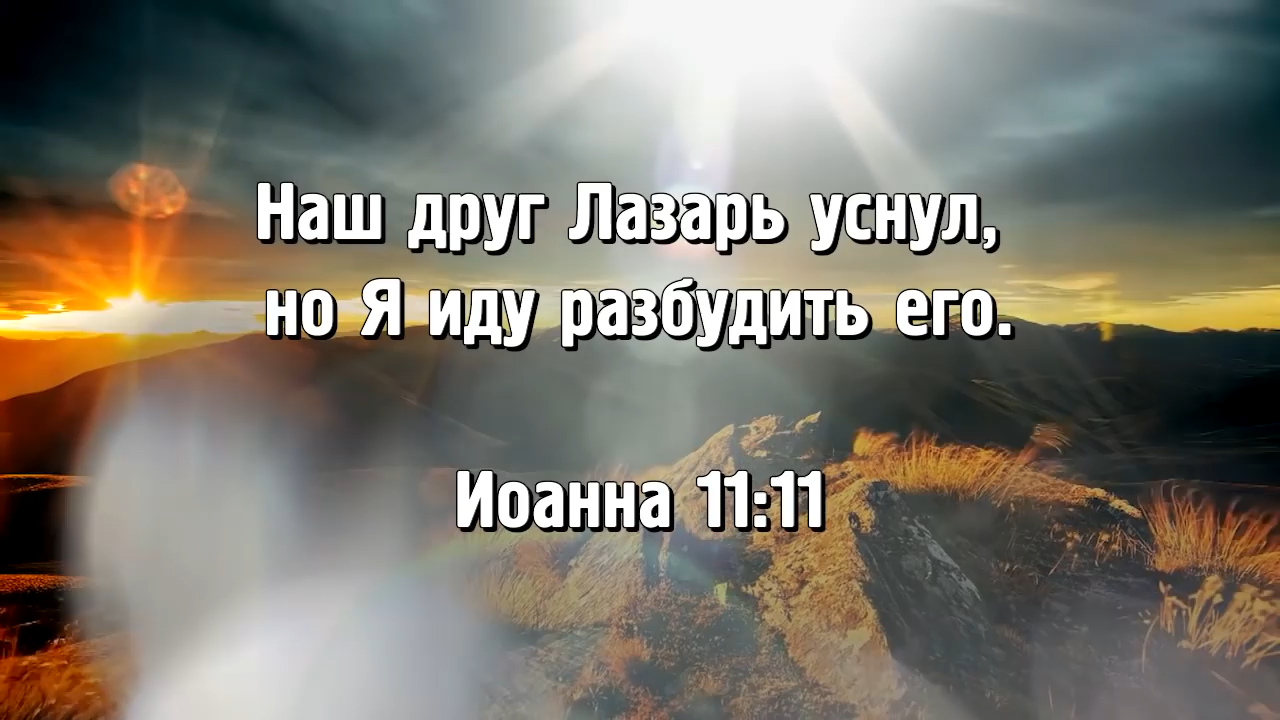 Наш друг Лазарь уснул,
но Я иду разбудить его.
Иоанна 11:11